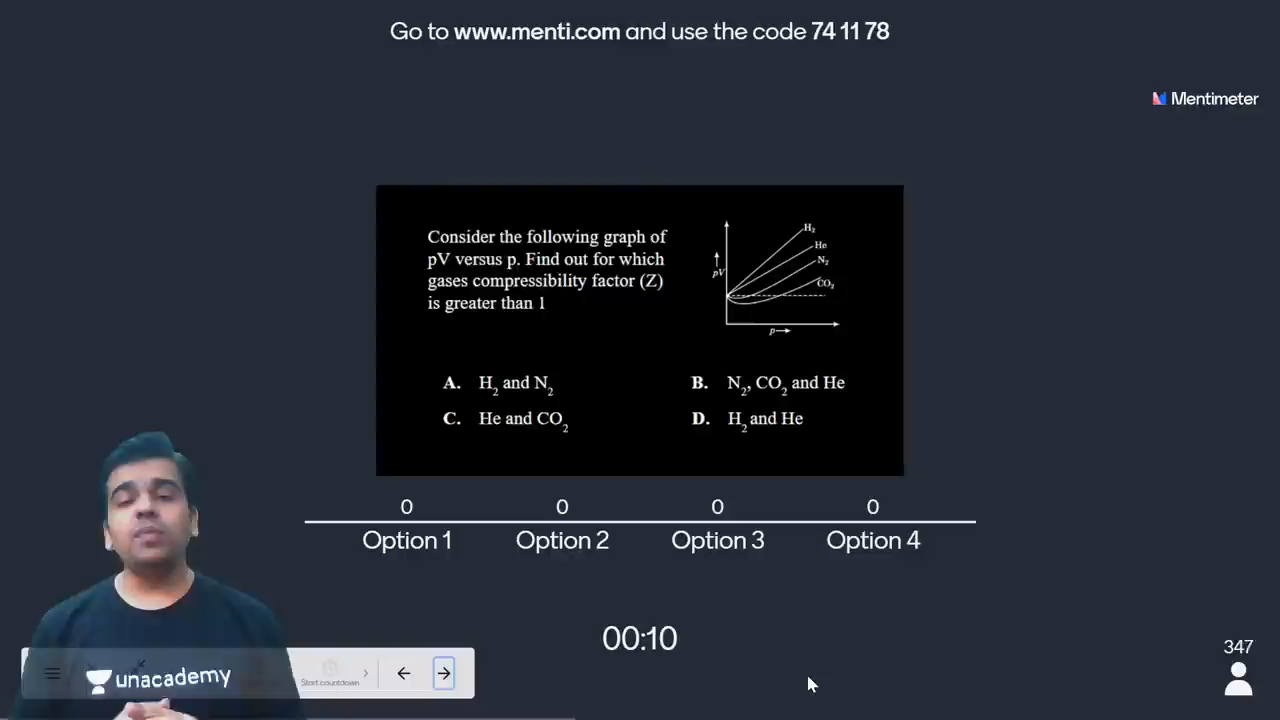 Go to www.menti.com and use the code 74 11 78
Mentimeter
Consider the following graph of
pV versus p. Find out for which
gases compressibility factor (Z)
is greater than 1
H₂
He
N₂
CO₂
pV
p
A. H₂ and N₂
B. N₂, CO₂ and He
C. He and CO₂
D. H₂ and He
0 0 0 0
Option 1 Option 2 Option 3 Option 4
00:10
347
Start countdown
unacademy